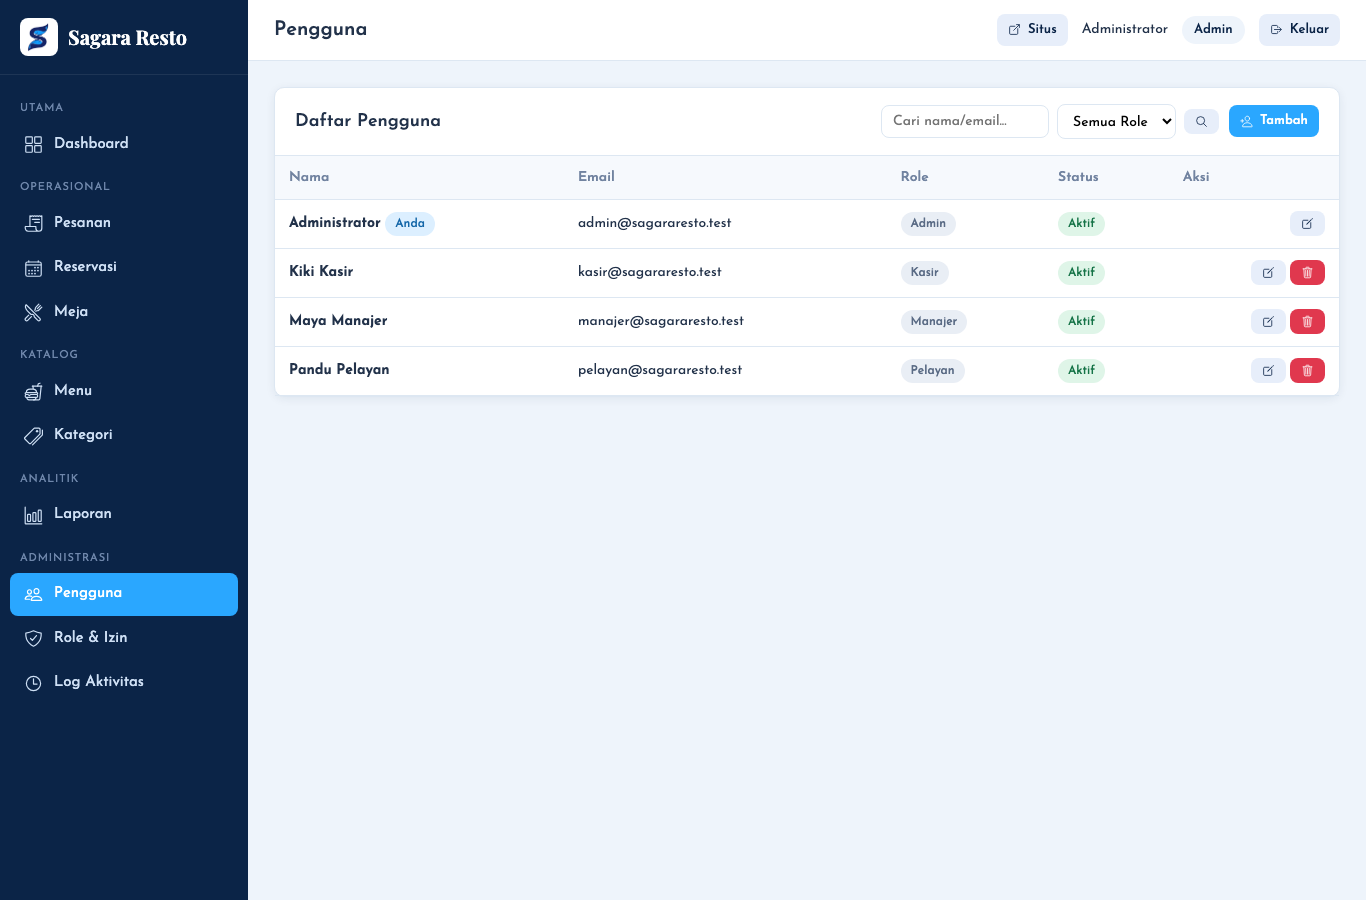 Sagara Resto
UTAMA
Dashboard
OPERASIONAL
Pesanan
Reservasi
Meja
KATALOG
Menu
Kategori
ANALITIK
Laporan
ADMINISTRASI
Pengguna
Role & Izin
Log Aktivitas
Pengguna Situs Administrator Admin Keluar
Daftar Pengguna Cari nama/email... Semua Role Tambah
Nama Email Role Status Aksi
Administrator Anda admin@sagararesto.test Admin Aktif
Kiki Kasir kasir@sagararesto.test Kasir Aktif
Maya Manajer manajer@sagararesto.test Manajer Aktif
Pandu Pelayan pelayan@sagararesto.test Pelayan Aktif